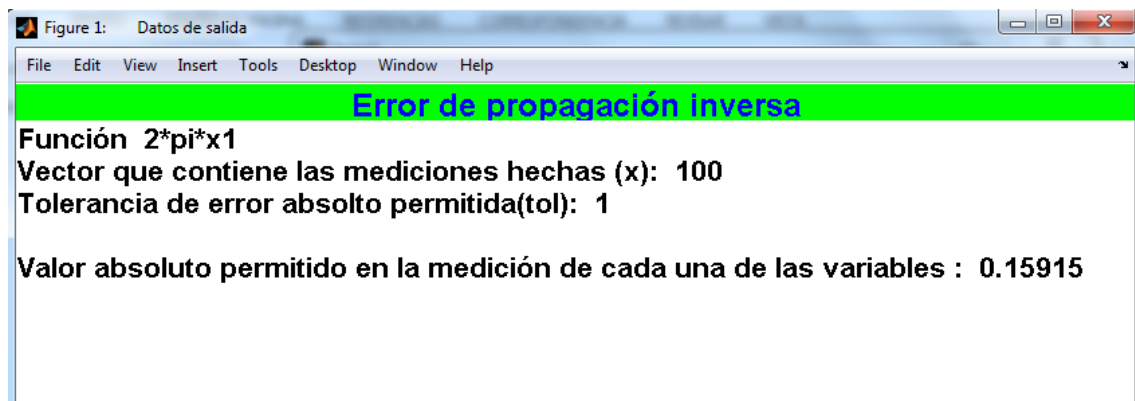 Figure 1: Datos de salida
File Edit View Insert Tools Desktop Window Help
Error de propagación inversa
Función 2*pi*x1
Vector que contiene las mediciones hechas (x): 100
Tolerancia de error absolto permitida(tol): 1
Valor absoluto permitido en la medición de cada una de las variables : 0.15915